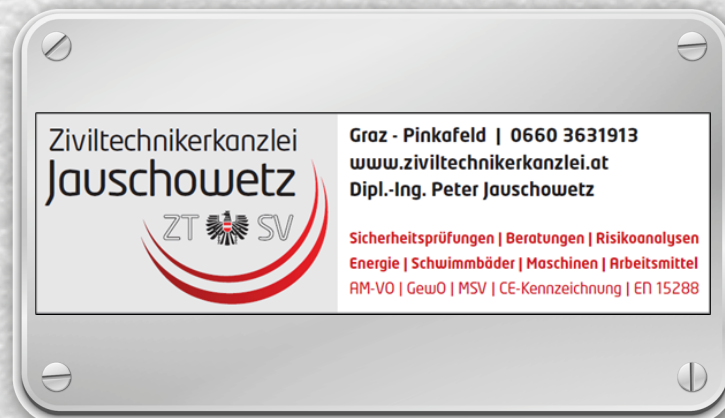 Ziviltechnikerkanzlei
Jauschowetz
ZT SV
Graz - Pinkafeld | 0660 3631913
www.ziviltechnikerkanzlei.at
Dipl.-Ing. Peter Jauschowetz
Sicherheitsprüfungen | Beratungen | Risikoanalysen
Energie | Schwimmbäder | Maschinen | Arbeitsmittel
AM-VO | GewO | MSV | CE-Kennzeichnung | EN 15288